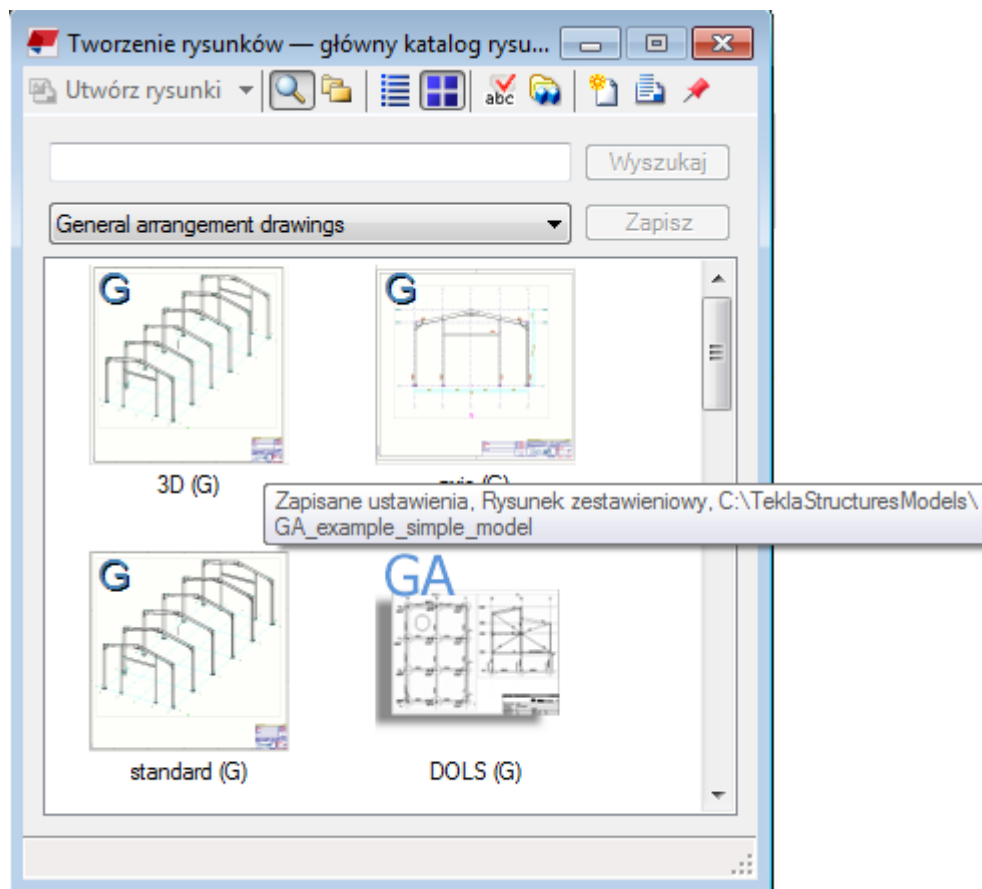 Tworzenie rysunków — główny katalog rysu...
Utwórz rysunki
abc
Wyszukaj
General arrangement drawings
Zapisz
G
G
3D (G)
Zapisane ustawienia, Rysunek zestawieniowy, C:\TeklaStructuresModels\
GA_example_simple_model
G
GA
standard (G)
DOLS (G)